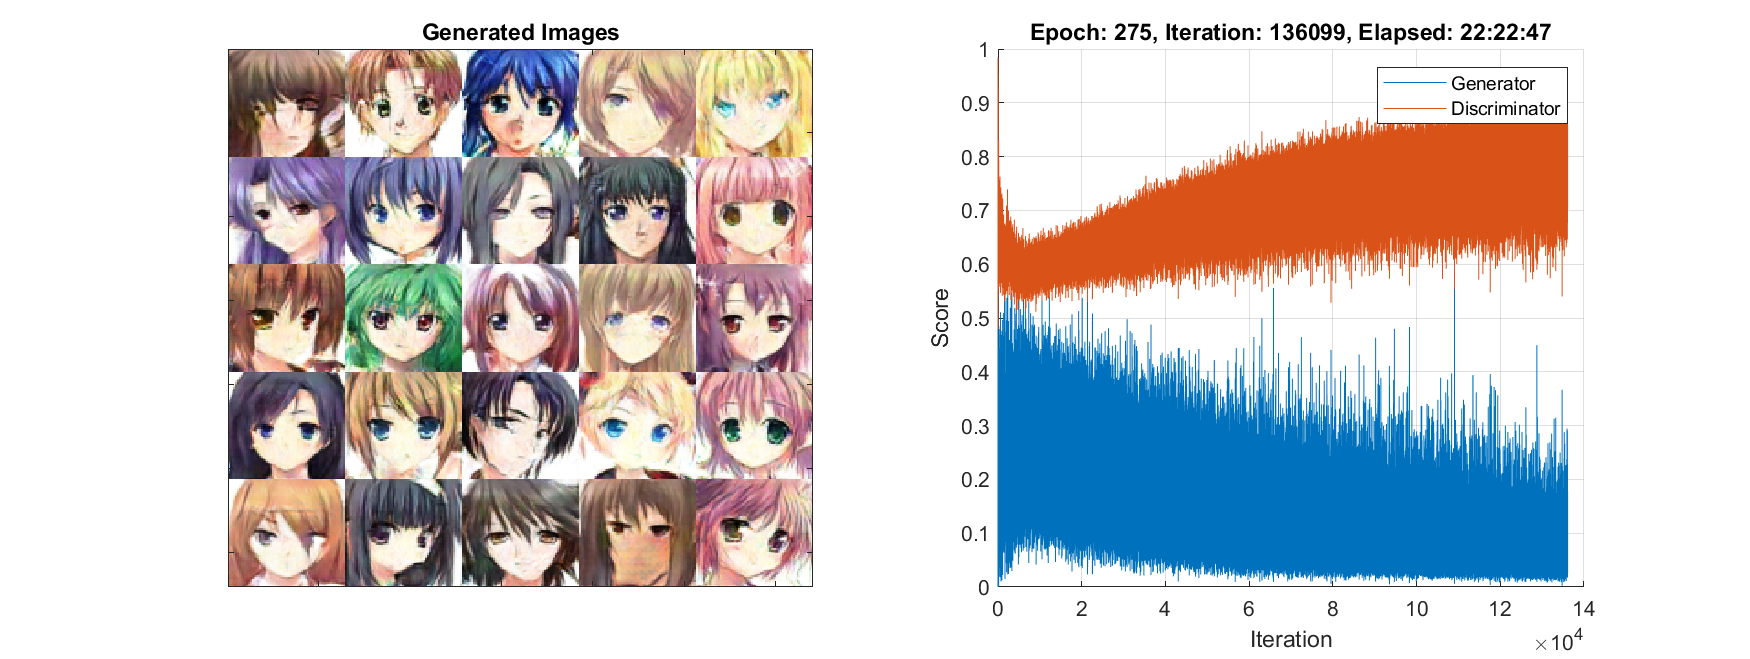 Generated Images
Epoch: 275, Iteration: 136099, Elapsed: 22:22:47
Generator
Discriminator
1
0.9
0.8
0.7
0.6
0.5
0.4
0.3
0.2
0.1
0
Score
0 2 4 6 8 10 12 14
Iteration
×10^4